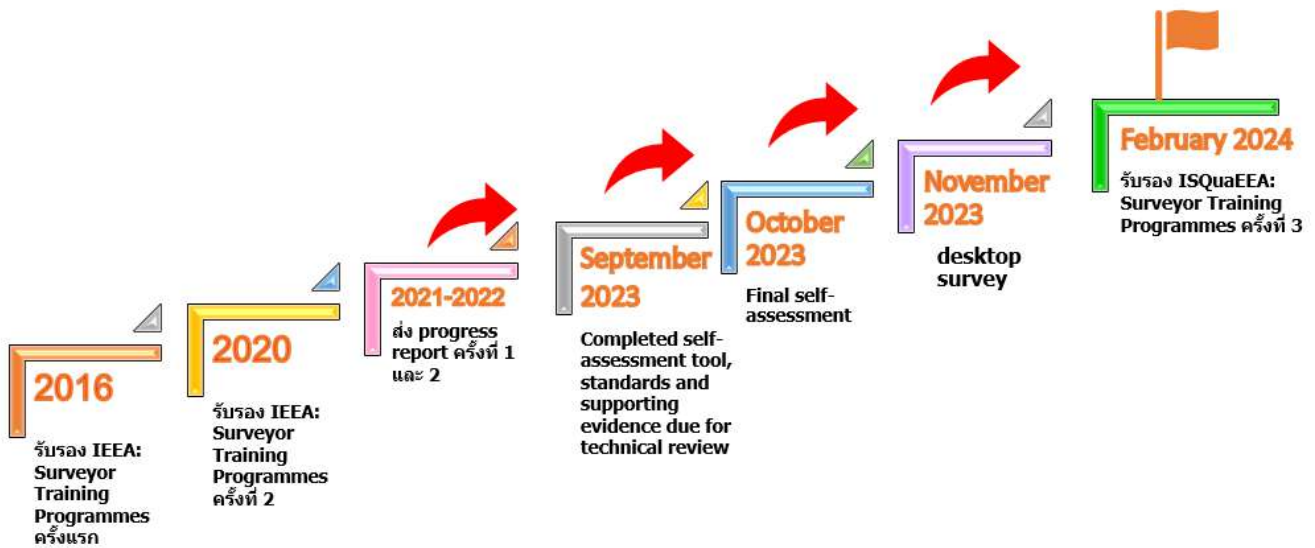 2016
รับรอง IEEA:
Surveyor
Training
Programmes
ครั้งแรก
2020
รับรอง IEEA:
Surveyor
Training
Programmes
ครั้งที่ 2
2021-2022
ส่ง progress
report ครั้งที่ 1
และ 2
September
2023
Completed self-
assessment tool,
standards and
supporting
evidence due for
technical review
October
2023
Final self-
assessment
November
2023
desktop
survey
February 2024
รับรอง ISQuaEEA:
Surveyor Training
Programmes ครั้งที่ 3